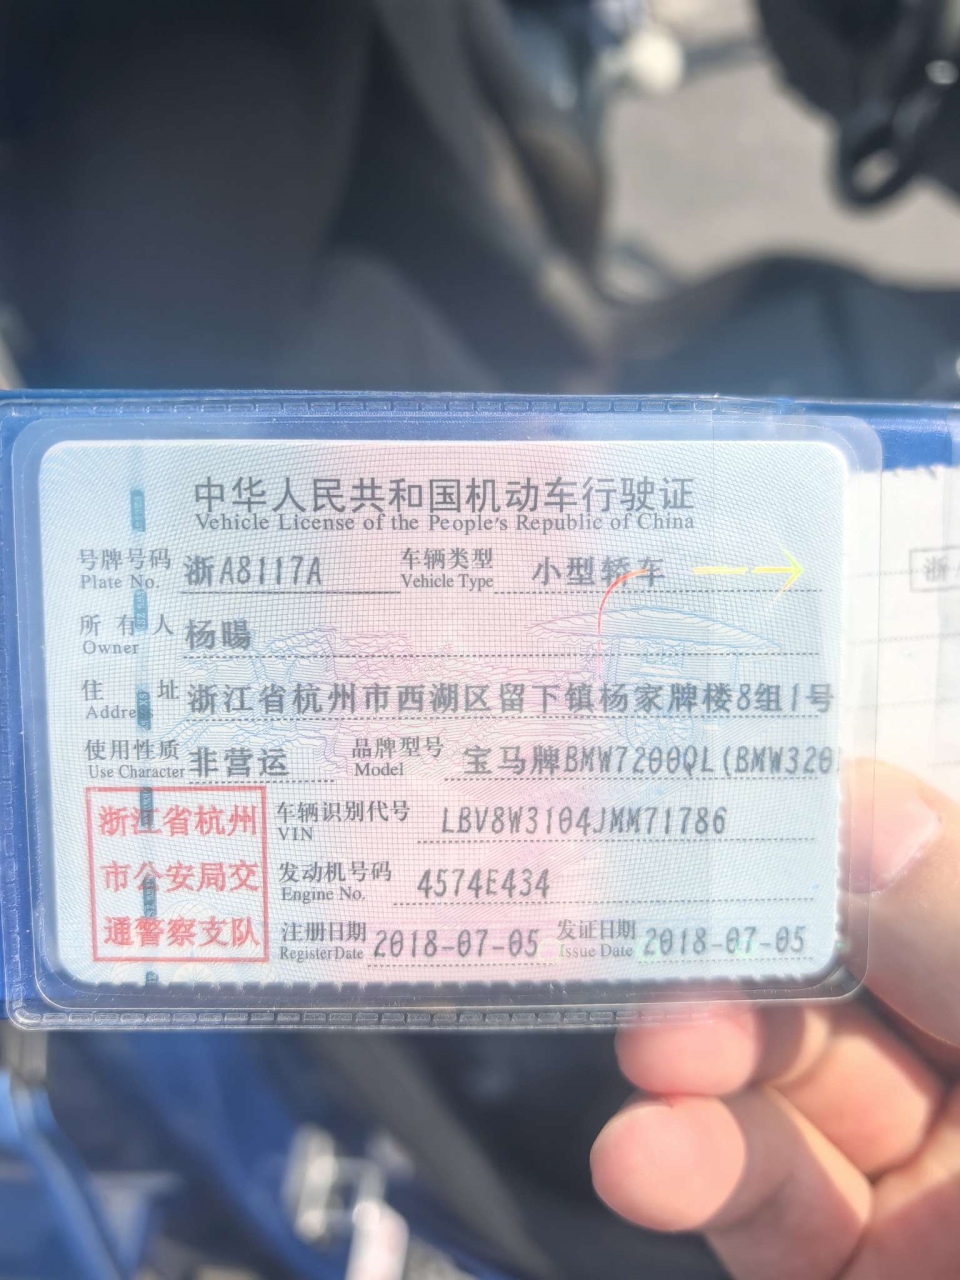 中华人民共和国机动车行驶证
Vehicle License of the People's Republic of China
号牌号码 浙A8117A 车辆类型 小型轿车
Plate No. Vehicle Type
所有人 杨暘
Owner
住址 浙江省杭州市西湖区留下镇杨家牌楼8组1号
Address
使用性质 非营运 品牌型号 宝马牌BMW7200QL(BMW320
Use Character Model
浙江省杭州
市公安局交
通警察支队
车辆识别代号 LBV8W3104JMM71786
VIN
发动机号码 4574E434
Engine No.
注册日期 2018-07-05 发证日期 2018-07-05
Register Date Issue Date
浙